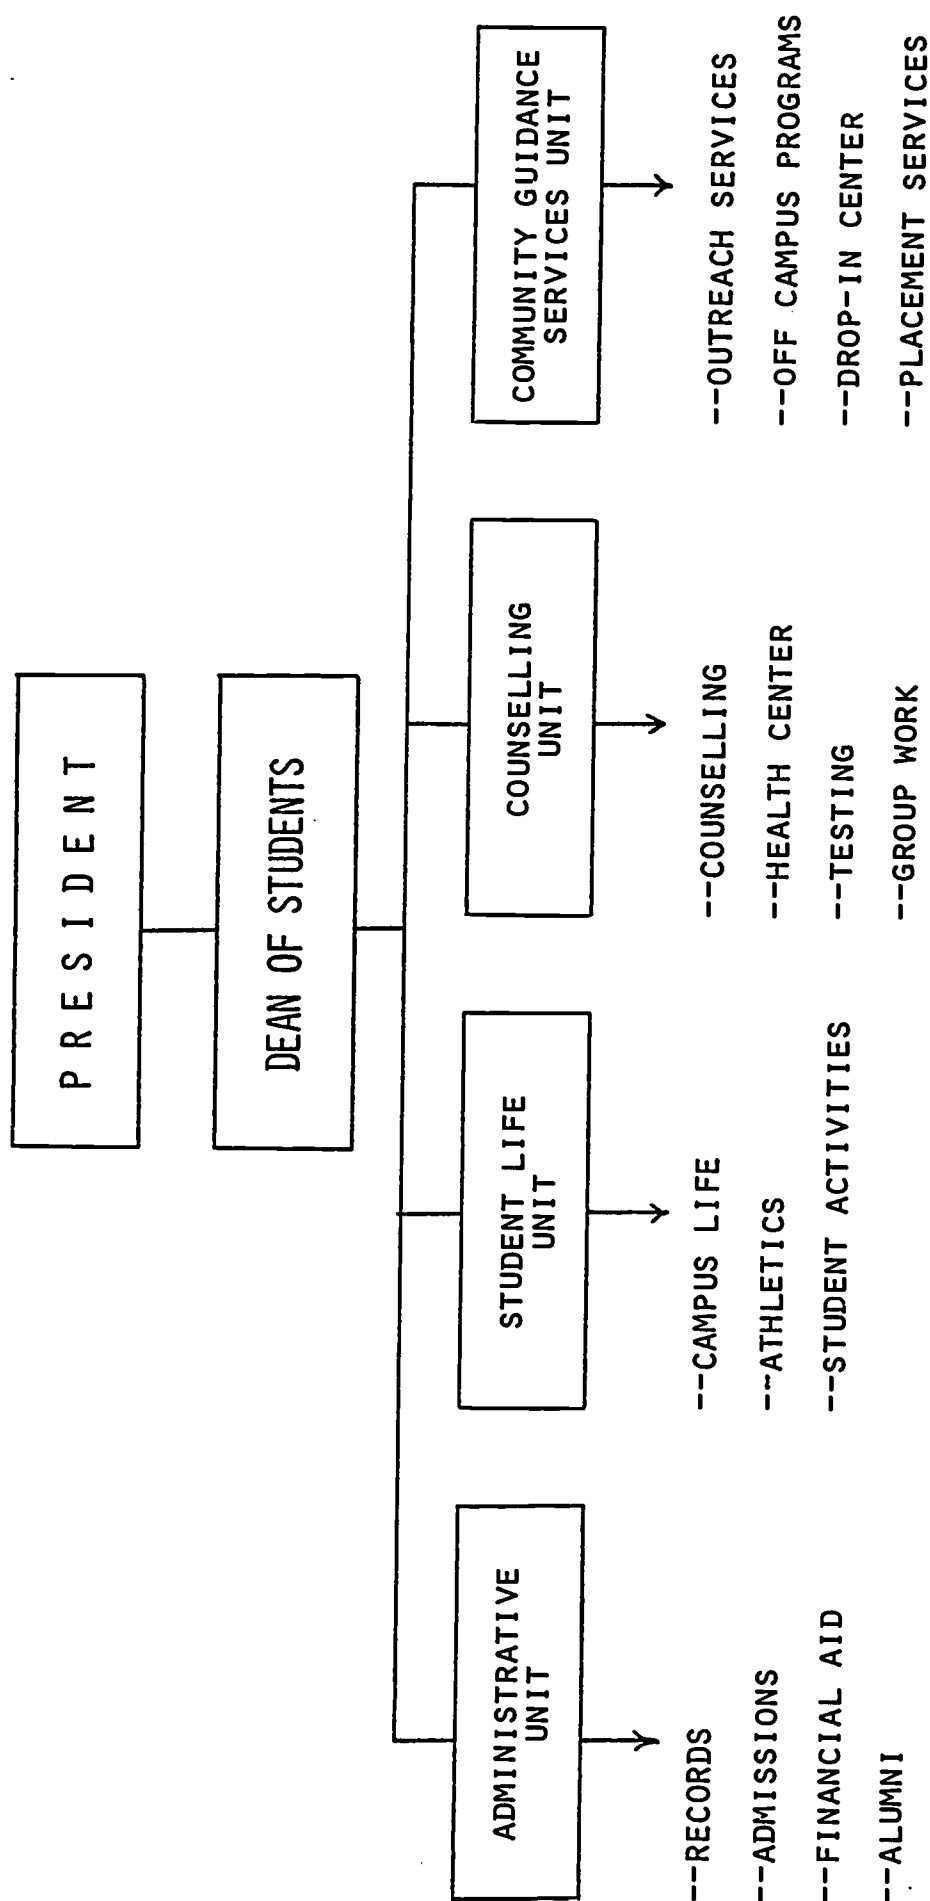 PRESIDENT
DEAN OF STUDENTS
ADMINISTRATIVE
UNIT
--RECORDS
--ADMISSIONS
--FINANCIAL AID
--ALUMNI
STUDENT LIFE
UNIT
--CAMPUS LIFE
--ATHLETICS
--STUDENT ACTIVITIES
COUNSELLING
UNIT
--COUNSELLING
--HEALTH CENTER
--TESTING
--GROUP WORK
COMMUNITY GUIDANCE
SERVICES UNIT
--OUTREACH SERVICES
--OFF CAMPUS PROGRAMS
--DROP-IN CENTER
--PLACEMENT SERVICES